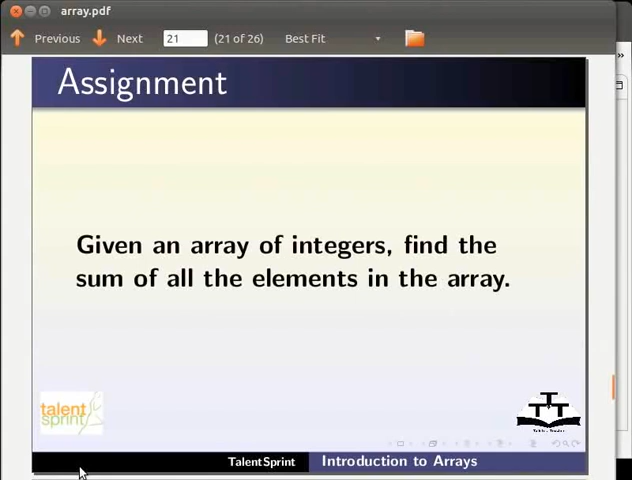 array.pdf
Previous Next 21 (21 of 26) Best Fit
»
Assignment
Given an array of integers, find the
sum of all the elements in the array.
talent
sprint
TalentSprint Introduction to Arrays